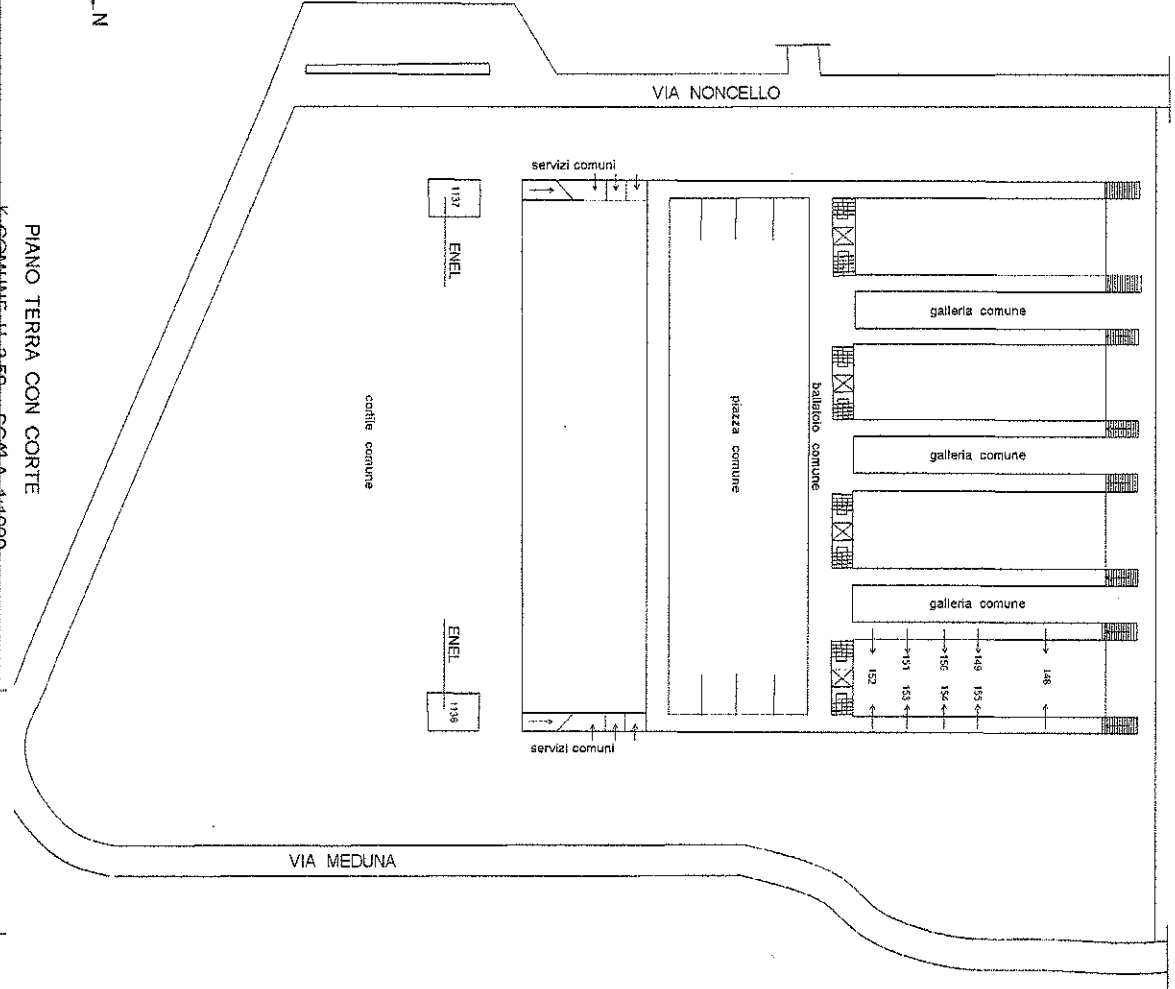 N
VIA NONCELLO
servizi comuni
1137
ENEL
galleria comune
ballatoio comune
piazza comune
cortile comune
galleria comune
galleria comune
ENEL
1136
servizi comuni
152
151 153
150 154
149 155
148
VIA MEDUNA
PIANO TERRA CON CORTE